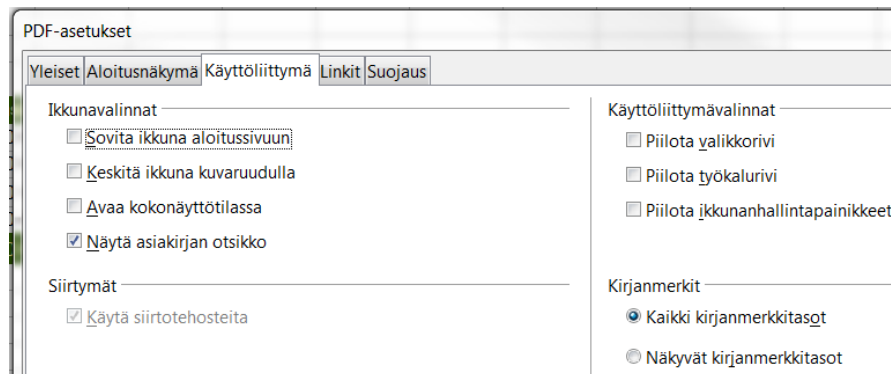 PDF-asetukset
Yleiset Aloitusnäkymä Käyttöliittymä Linkit Suojaus
Ikkunavalinnat
Sovita ikkuna aloitussivuun
Keskitä ikkuna kuvaruudulla
Avaa kokonäyttötilassa
Näytä asiakirjan otsikko
Siirtymät
Käytä siirtotehosteita
Käyttöliittymävalinnat
Piilota valikkorivi
Piilota työkalurivi
Piilota ikkunanhallintapainikkeet
Kirjanmerkit
Kaikki kirjanmerkkitasot
Näkyvät kirjanmerkkitasot